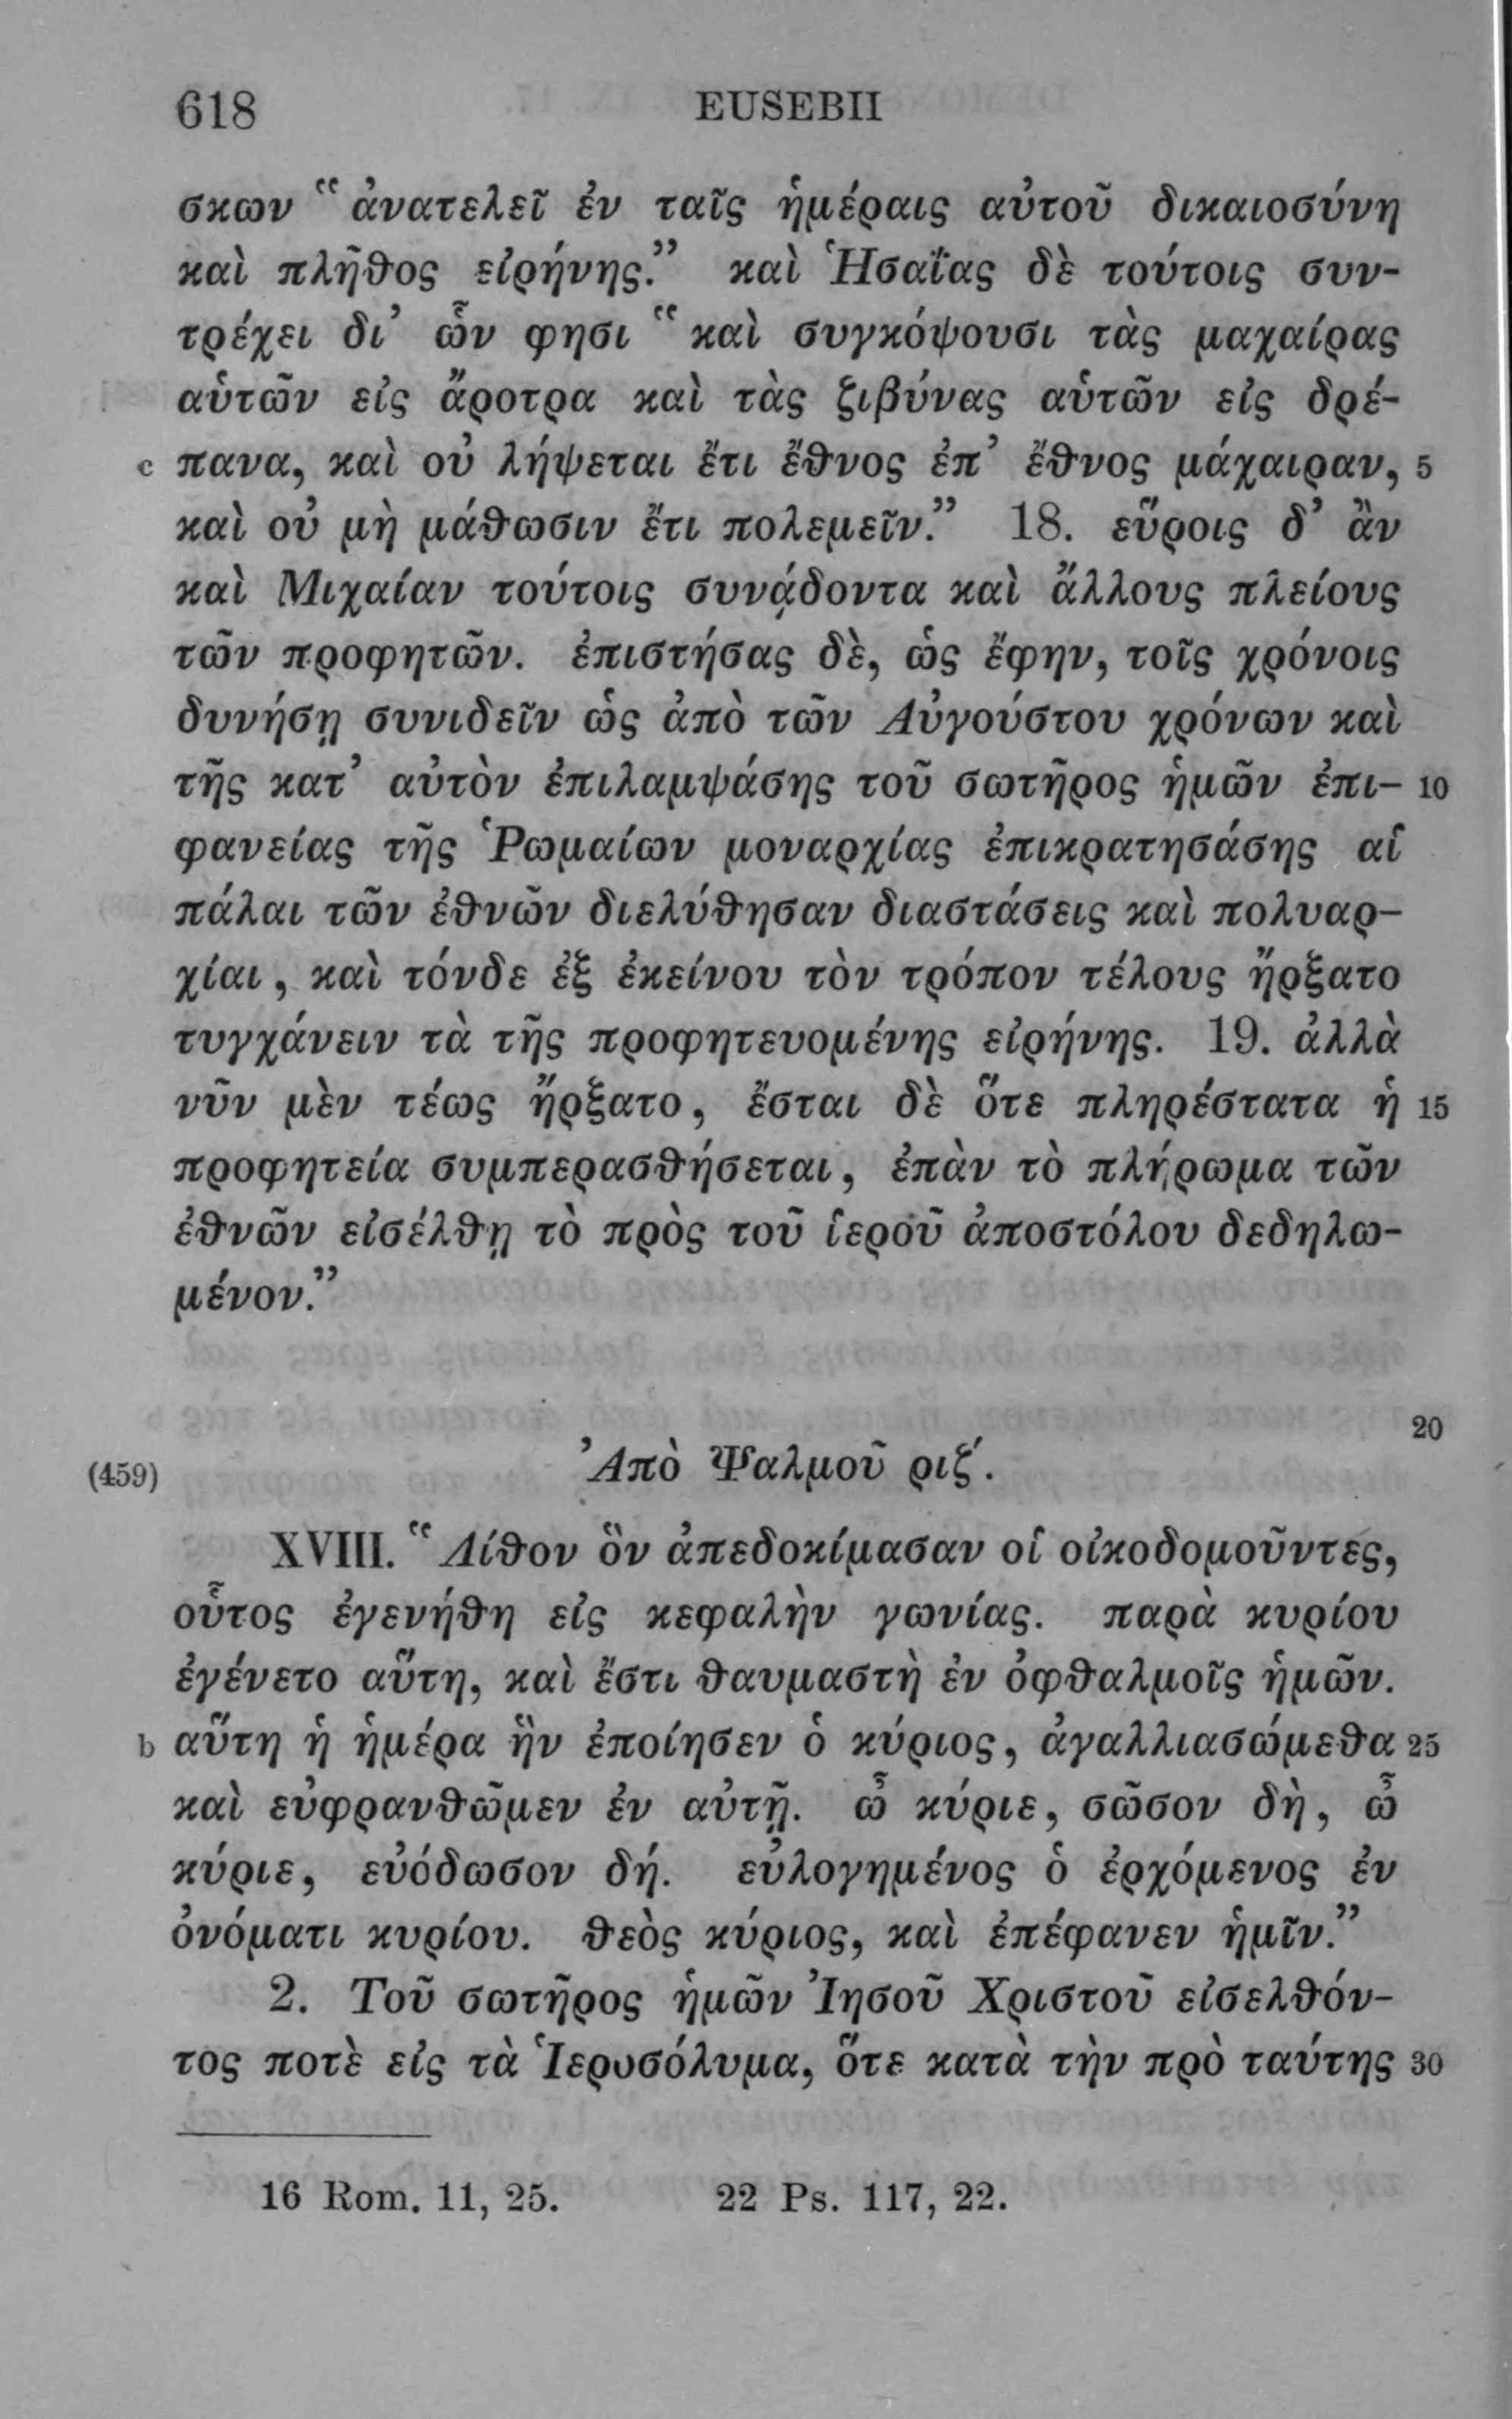 618 EUSEBII
σκων “ἀνατελεῖ ἐν ταῖς ἡμέραις αὐτοῦ δικαιοσύνη
καὶ πλῆθος εἰρήνης.” καὶ Ἡσαΐας δὲ τούτοις συν-
τρέχει δι’ ὧν φησι “καὶ συγκόψουσι τὰς μαχαίρας
αὑτῶν εἰς ἄροτρα καὶ τὰς ζιβύνας αὑτῶν εἰς δρέ-
c πανα, καὶ οὐ λήψεται ἔτι ἔθνος ἐπ’ ἔθνος μάχαιραν, 5
καὶ οὐ μὴ μάθωσιν ἔτι πολεμεῖν.” 18. εὕροις δ’ ἂν
καὶ Μιχαίαν τούτοις συνᾴδοντα καὶ ἄλλους πλείους
τῶν προφητῶν. ἐπιστήσας δὲ, ὡς ἔφην, τοῖς χρόνοις
δυνήσῃ συνιδεῖν ὡς ἀπὸ τῶν Αὐγούστου χρόνων καὶ
τῆς κατ’ αὐτὸν ἐπιλαμψάσης τοῦ σωτῆρος ἡμῶν ἐπι- 10
φανείας τῆς Ῥωμαίων μοναρχίας ἐπικρατησάσης αἱ
πάλαι τῶν ἐθνῶν διελύθησαν διαστάσεις καὶ πολυαρ-
χίαι, καὶ τόνδε ἐξ ἐκείνου τὸν τρόπον τέλους ἤρξατο
τυγχάνειν τὰ τῆς προφητευομένης εἰρήνης. 19. ἀλλὰ
νῦν μὲν τέως ἤρξατο, ἔσται δὲ ὅτε πληρέστατα ἡ 15
προφητεία συμπερασθήσεται, ἐπὰν τὸ πλήρωμα τῶν
ἐθνῶν εἰσέλθῃ τὸ πρὸς τοῦ ἱεροῦ ἀποστόλου δεδηλω-
μένον.”
20
(459) Ἀπὸ Ψαλμοῦ ριζ΄.
XVIII. “Λίθον ὃν ἀπεδοκίμασαν οἱ οἰκοδομοῦντες,
οὗτος ἐγενήθη εἰς κεφαλὴν γωνίας. παρὰ κυρίου
ἐγένετο αὕτη, καὶ ἔστι θαυμαστὴ ἐν ὀφθαλμοῖς ἡμῶν.
b αὕτη ἡ ἡμέρα ἣν ἐποίησεν ὁ κύριος, ἀγαλλιασώμεθα 25
καὶ εὐφρανθῶμεν ἐν αὐτῇ. ὦ κύριε, σῶσον δὴ, ὦ
κύριε, εὐόδωσον δή. εὐλογημένος ὁ ἐρχόμενος ἐν
ὀνόματι κυρίου. θεὸς κύριος, καὶ ἐπέφανεν ἡμῖν.”
2. Τοῦ σωτῆρος ἡμῶν Ἰησοῦ Χριστοῦ εἰσελθόν-
τος ποτὲ εἰς τὰ Ἱεροσόλυμα, ὅτε κατὰ τὴν πρὸ ταύτης 30
16 Rom. 11, 25. 22 Ps. 117, 22.